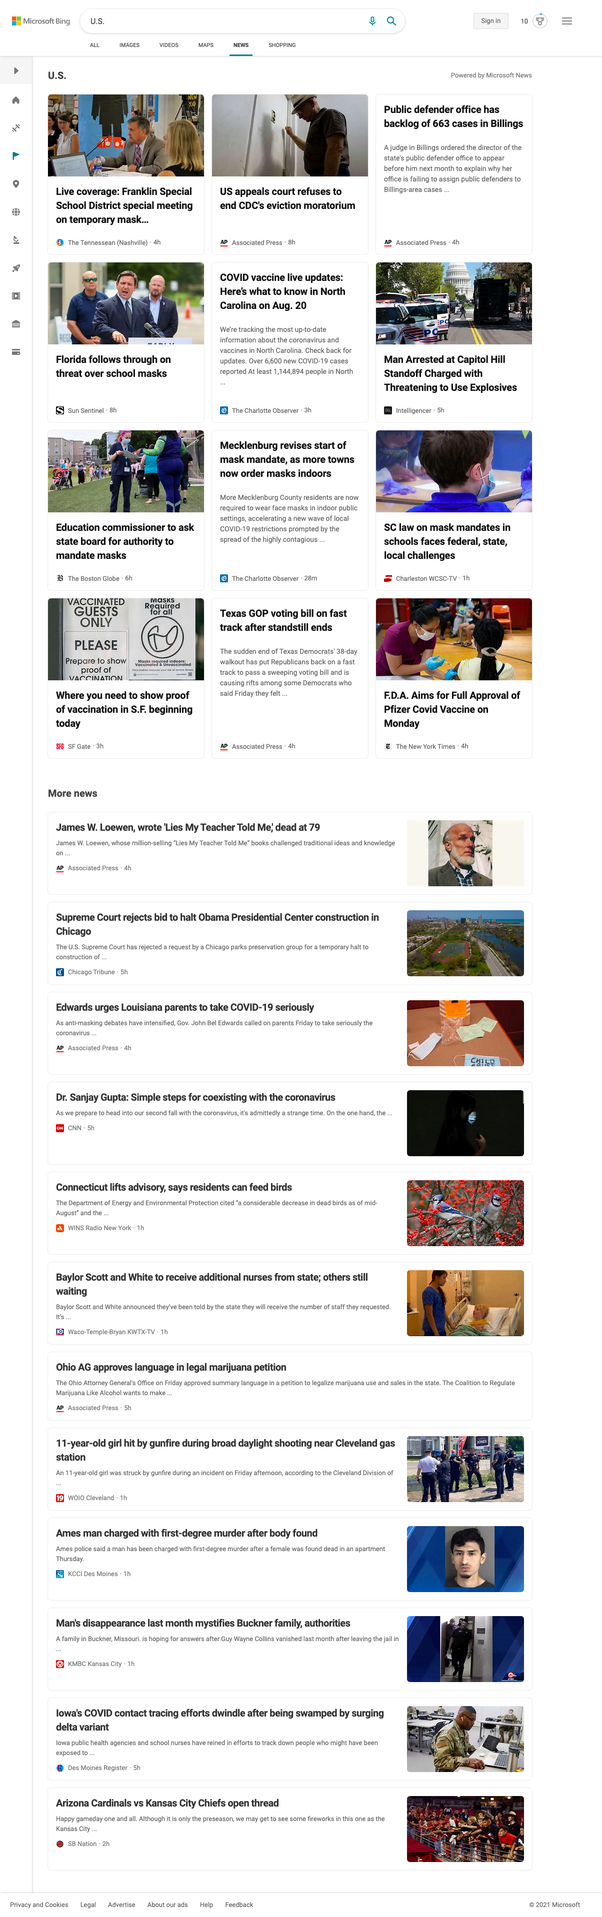 Microsoft Bing
U.S.
Sign in
10
ALL
IMAGES
VIDEOS
MAPS
NEWS
SHOPPING
U.S.
Powered by Microsoft News
Live coverage: Franklin Special
School District special meeting
on temporary mask...
The Tennessean (Nashville) · 4h
US appeals court refuses to
end CDC's eviction moratorium
AP Associated Press · 8h
Public defender office has
backlog of 663 cases in Billings
A judge in Billings ordered the director of the
state's public defender office to appear
before him next month to explain why her
office is failing to assign public defenders to
Billings-area cases ...
AP Associated Press · 4h
Florida follows through on
threat over school masks
Sun Sentinel · 8h
COVID vaccine live updates:
Here's what to know in North
Carolina on Aug. 20
We're tracking the most up-to-date
information about the coronavirus and
vaccines in North Carolina. Check back for
updates. Over 6,600 new COVID-19 cases
reported At least 1,144,894 people in North
...
The Charlotte Observer · 3h
Man Arrested at Capitol Hill
Standoff Charged with
Threatening to Use Explosives
Intelligencer · 5h
Education commissioner to ask
state board for authority to
mandate masks
B The Boston Globe · 6h
Mecklenburg revises start of
mask mandate, as more towns
now order masks indoors
More Mecklenburg County residents are now
required to wear face masks in indoor public
settings, accelerating a new wave of local
COVID-19 restrictions prompted by the
spread of the highly contagious ...
The Charlotte Observer · 28m
SC law on mask mandates in
schools faces federal, state,
local challenges
Charleston WCSC-TV · 1h
VACCINATED
GUESTS
ONLY
PLEASE
Prepare to show
proof of
VACCINATION
Masks
Required
for all
Where you need to show proof
of vaccination in S.F. beginning
today
SF Gate · 3h
Texas GOP voting bill on fast
track after standstill ends
The sudden end of Texas Democrats' 38-day
walkout has put Republicans back on a fast
track to pass a sweeping voting bill and is
causing rifts among some Democrats who
said Friday they felt ...
AP Associated Press · 4h
F.D.A. Aims for Full Approval of
Pfizer Covid Vaccine on
Monday
The New York Times · 4h
More news
James W. Loewen, wrote 'Lies My Teacher Told Me,' dead at 79
James W. Loewen, whose million-selling "Lies My Teacher Told Me" books challenged traditional ideas and knowledge
on ...
AP Associated Press · 4h
Supreme Court rejects bid to halt Obama Presidential Center construction in
Chicago
The U.S. Supreme Court has rejected a request by a Chicago parks preservation group for a temporary halt to
construction of ...
Chicago Tribune · 5h
Edwards urges Louisiana parents to take COVID-19 seriously
As anti-masking debates have intensified, Gov. John Bel Edwards called on parents Friday to take seriously the
coronavirus ...
AP Associated Press · 4h
CHILD
Dr. Sanjay Gupta: Simple steps for coexisting with the coronavirus
As we prepare to head into our second fall with the coronavirus, it's admittedly a strange time. On the one hand, the ...
CNN CNN · 5h
Connecticut lifts advisory, says residents can feed birds
The Department of Energy and Environmental Protection cited "a considerable decrease in dead birds as of mid-
August" and the ...
WINS Radio New York · 1h
Baylor Scott and White to receive additional nurses from state; others still
waiting
Baylor Scott and White announced they've been told by the state they will receive the number of staff they requested.
It's ...
Waco-Temple-Bryan KWTX-TV · 1h
Ohio AG approves language in legal marijuana petition
The Ohio Attorney General's Office on Friday approved summary language in a petition to legalize marijuana use and sales in the state. The Coalition to Regulate
Marijuana Like Alcohol wants to make ...
AP Associated Press · 5h
11-year-old girl hit by gunfire during broad daylight shooting near Cleveland gas
station
An 11-year-old girl was struck by gunfire during an incident on Friday afternoon, according to the Cleveland Division of
...
19 WOIO Cleveland · 1h
Ames man charged with first-degree murder after body found
Ames police said a man has been charged with first-degree murder after a female was found dead in an apartment
Thursday.
KCCI Des Moines · 1h
Man's disappearance last month mystifies Buckner family, authorities
A family in Buckner, Missouri. is hoping for answers after Guy Wayne Collins vanished last month after leaving the jail in
...
KMBC Kansas City · 1h
Iowa's COVID contact tracing efforts dwindle after being swamped by surging
delta variant
Iowa public health agencies and school nurses have reined in efforts to track down people who might have been
exposed to ...
Des Moines Register · 5h
Arizona Cardinals vs Kansas City Chiefs open thread
Happy gameday one and all. Although it is only the preseason, we may get to see some fireworks in this one as the
Kansas City ...
SB Nation · 2h
Privacy and Cookies
Legal
Advertise
About our ads
Help
Feedback
© 2021 Microsoft